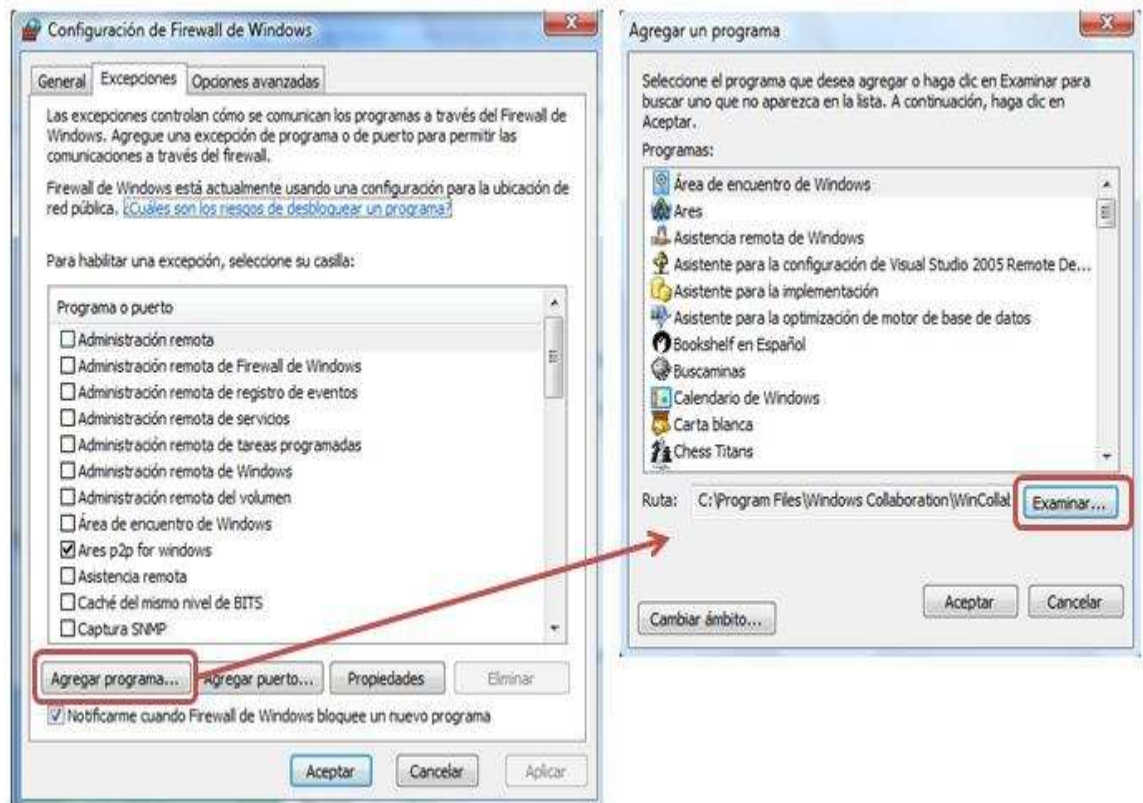 Configuración de Firewall de Windows
General
Excepciones
Opciones avanzadas
Las excepciones controlan cómo se comunican los programas a través del Firewall de
Windows. Agregue una excepción de programa o de puerto para permitir las
comunicaciones a través del firewall.
Firewall de Windows está actualmente usando una configuración para la ubicación de
red pública. ¿Cuáles son los riesgos de desbloquear un programa?
Para habilitar una excepción, seleccione su casilla:
Programa o puerto
Administración remota
Administración remota de Firewall de Windows
Administración remota de registro de eventos
Administración remota de servicios
Administración remota de tareas programadas
Administración remota de Windows
Administración remota del volumen
Área de encuentro de Windows
Ares p2p for windows
Asistencia remota
Caché del mismo nivel de BITS
Captura SNMP
Agregar programa...
Agregar puerto...
Propiedades
Eliminar
Notificarme cuando Firewall de Windows bloquee un nuevo programa
Aceptar
Cancelar
Aplicar
Agregar un programa
Seleccione el programa que desea agregar o haga clic en Examinar para
buscar uno que no aparezca en la lista. A continuación, haga clic en
Aceptar.
Programas:
Área de encuentro de Windows
Ares
Asistencia remota de Windows
Asistente para la configuración de Visual Studio 2005 Remote De...
Asistente para la implementación
Asistente para la optimización de motor de base de datos
Bookshelf en Español
Buscaminas
Calendario de Windows
Carta blanca
Chess Titans
Ruta:
C:\Program Files\Windows Collaboration\WinCollab
Examinar...
Aceptar
Cancelar
Cambiar ámbito...